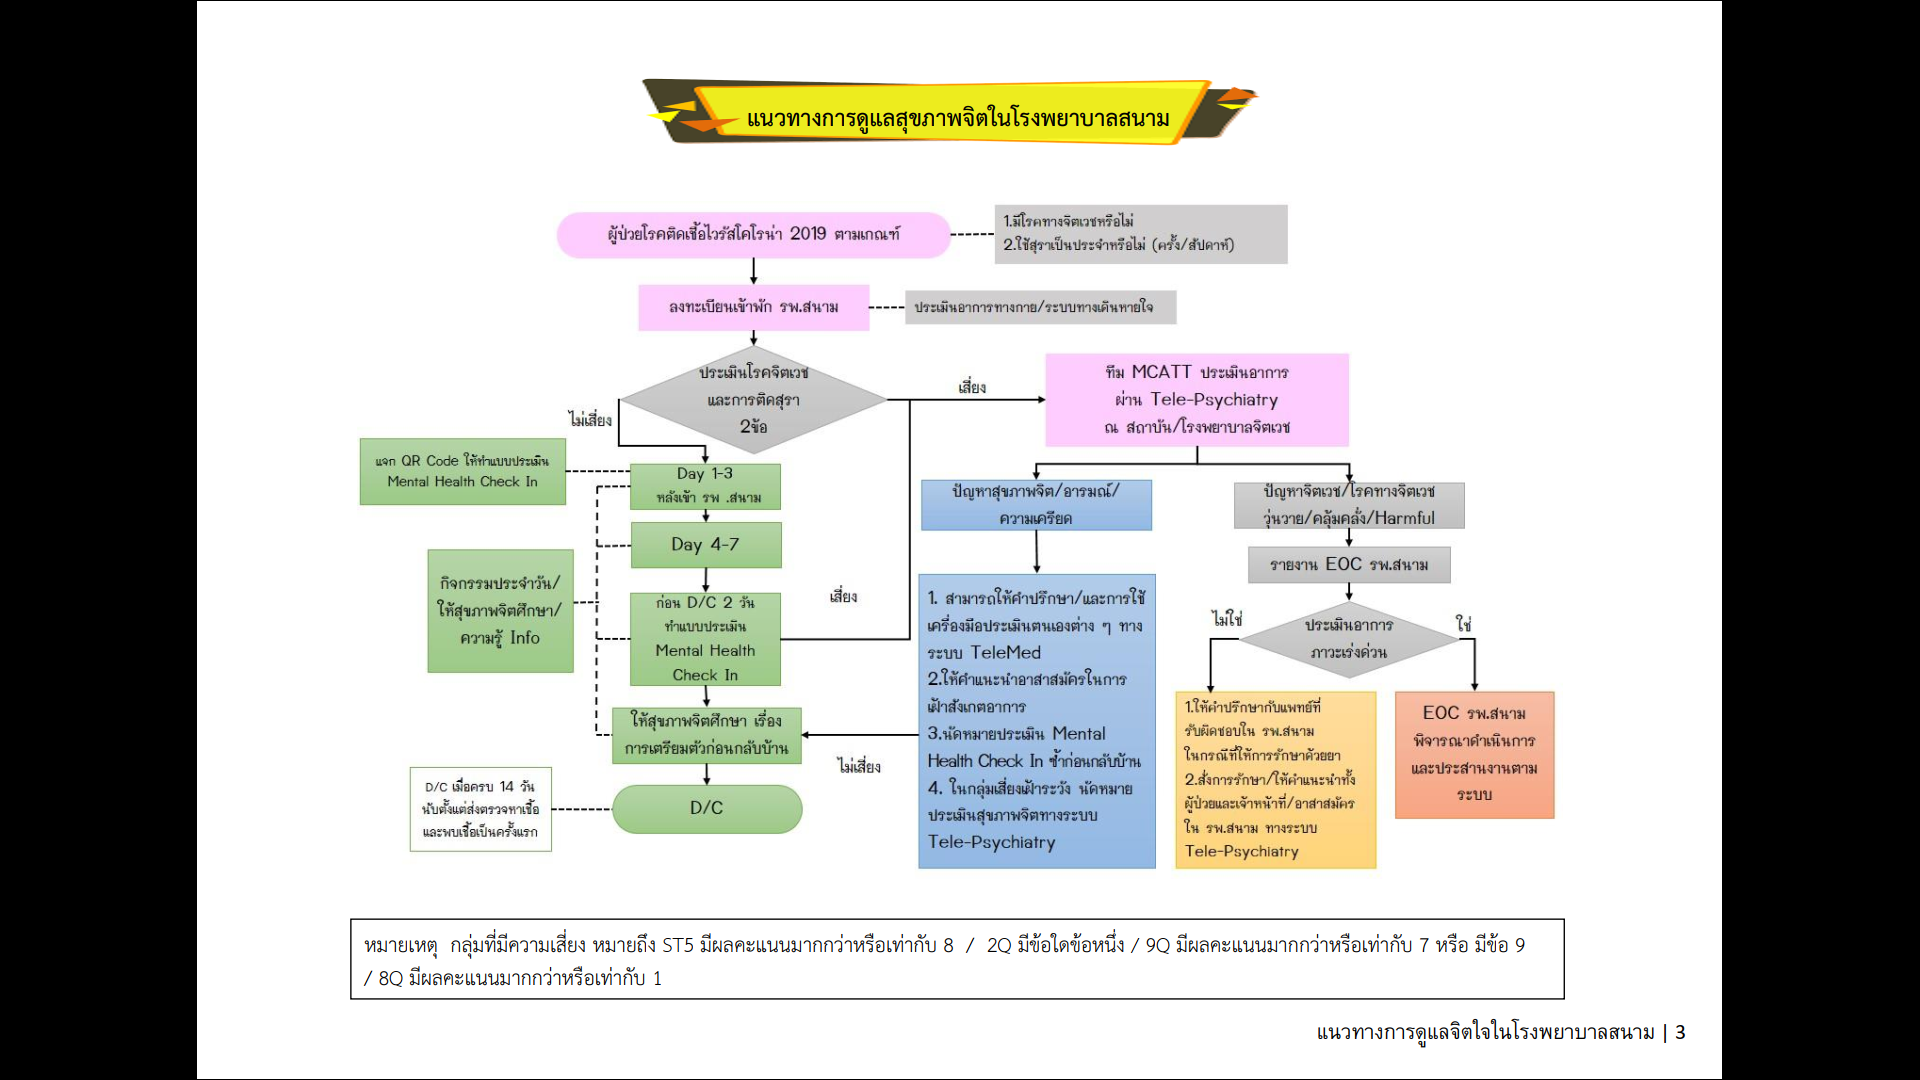 แนวทางการดูแลสุขภาพจิตในโรงพยาบาลสนาม
ผู้ป่วยโรคติดเชื้อไวรัสโคโรน่า 2019 ตามเกณฑ์
1.มีโรคทางจิตเวชหรือไม่
2.ใช้สุราเป็นประจำหรือไม่ (ครั้ง/สัปดาห์)
ลงทะเบียนเข้าพัก รพ.สนาม
ประเมินอาการทางกาย/ระบบทางเดินหายใจ
ประเมินโรคจิตเวช
และการติดสุรา
2ข้อ
เสี่ยง
ไม่เสี่ยง
ทีม MCATT ประเมินอาการ
ผ่าน Tele-Psychiatry
ณ สถาบัน/โรงพยาบาลจิตเวช
แจก QR Code ให้ทำแบบประเมิน
Mental Health Check In
Day 1-3
หลังเข้า รพ .สนาม
Day 4-7
กิจกรรมประจำวัน/
ให้สุขภาพจิตศึกษา/
ความรู้ Info
ก่อน D/C 2 วัน
ทำแบบประเมิน
Mental Health
Check In
เสี่ยง
ให้สุขภาพจิตศึกษา เรื่อง
การเตรียมตัวก่อนกลับบ้าน
ไม่เสี่ยง
D/C เมื่อครบ 14 วัน
นับตั้งแต่ส่งตรวจหาเชื้อ
และพบเชื้อเป็นครั้งแรก
D/C
ปัญหาสุขภาพจิต/อารมณ์/
ความเครียด
1. สามารถให้คำปรึกษา/และการใช้
เครื่องมือประเมินตนเองต่าง ๆ ทาง
ระบบ TeleMed
2.ให้คำแนะนำอาสาสมัครในการ
เฝ้าสังเกตอาการ
3.นัดหมายประเมิน Mental
Health Check In ซ้ำก่อนกลับบ้าน
4. ในกลุ่มเสี่ยงเฝ้าระวัง นัดหมาย
ประเมินสุขภาพจิตทางระบบ
Tele-Psychiatry
ปัญหาจิตเวช/โรคทางจิตเวช
วุ่นวาย/คลุ้มคลั่ง/Harmful
รายงาน EOC รพ.สนาม
ประเมินอาการ
ภาวะเร่งด่วน
ไม่ใช่
ใช่
1.ให้คำปรึกษากับแพทย์ที่
รับผิดชอบใน รพ.สนาม
ในกรณีที่ให้การรักษาด้วยยา
2.สั่งการรักษา/ให้คำแนะนำทั้ง
ผู้ป่วยและเจ้าหน้าที่/อาสาสมัคร
ใน รพ.สนาม ทางระบบ
Tele-Psychiatry
EOC รพ.สนาม
พิจารณาดำเนินการ
และประสานงานตาม
ระบบ
หมายเหตุ กลุ่มที่มีความเสี่ยง หมายถึง ST5 มีผลคะแนนมากกว่าหรือเท่ากับ 8 / 2Q มีข้อใดข้อหนึ่ง / 9Q มีผลคะแนนมากกว่าหรือเท่ากับ 7 หรือ มีข้อ 9
/ 8Q มีผลคะแนนมากกว่าหรือเท่ากับ 1
แนวทางการดูแลจิตใจในโรงพยาบาลสนาม | 3